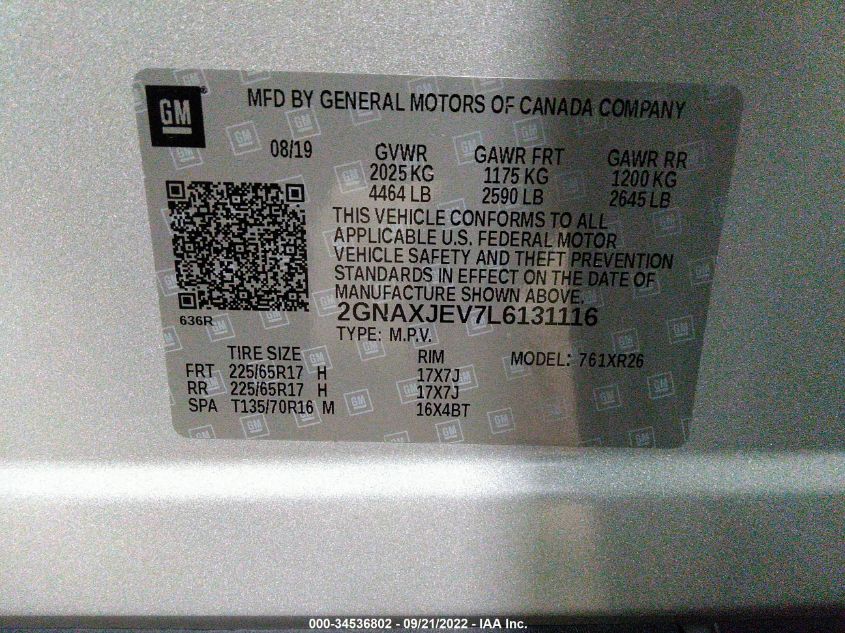 GM ®
MFD BY GENERAL MOTORS OF CANADA COMPANY
08/19 GVWR GAWR FRT GAWR RR
2025 KG 1175 KG 1200 KG
4464 LB 2590 LB 2645 LB
THIS VEHICLE CONFORMS TO ALL
APPLICABLE U.S. FEDERAL MOTOR
VEHICLE SAFETY AND THEFT PREVENTION
STANDARDS IN EFFECT ON THE DATE OF
MANUFACTURE SHOWN ABOVE.
636R 2GNAXJEV7L6131116
TYPE: M.P.V.
TIRE SIZE RIM MODEL: 761XR26
FRT 225/65R17 H 17X7J
RR 225/65R17 H 17X7J
SPA T135/70R16 M 16X4BT
000-34536802 - 09/21/2022 - IAA Inc.